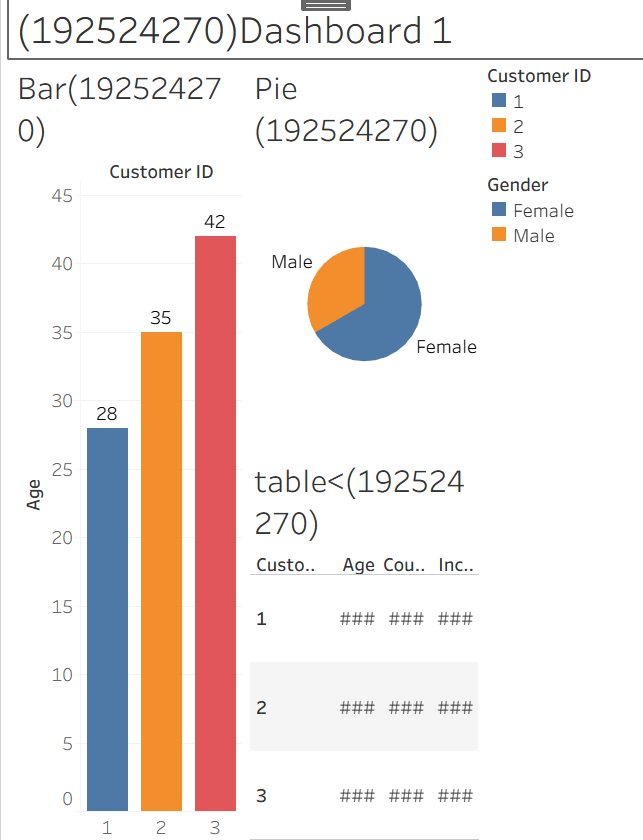 (192524270)Dashboard 1
Bar(19252427
0)
Customer ID
45
40
35
30
25
20
15
10
5
0
Age
28
35
42
1
2
3
Pie
(192524270)
Male
Female
table<(192524
270)
Custo.. Age Cou.. Inc..
1 ### ### ###
2 ### ### ###
3 ### ### ###
Customer ID
1
2
3
Gender
Female
Male